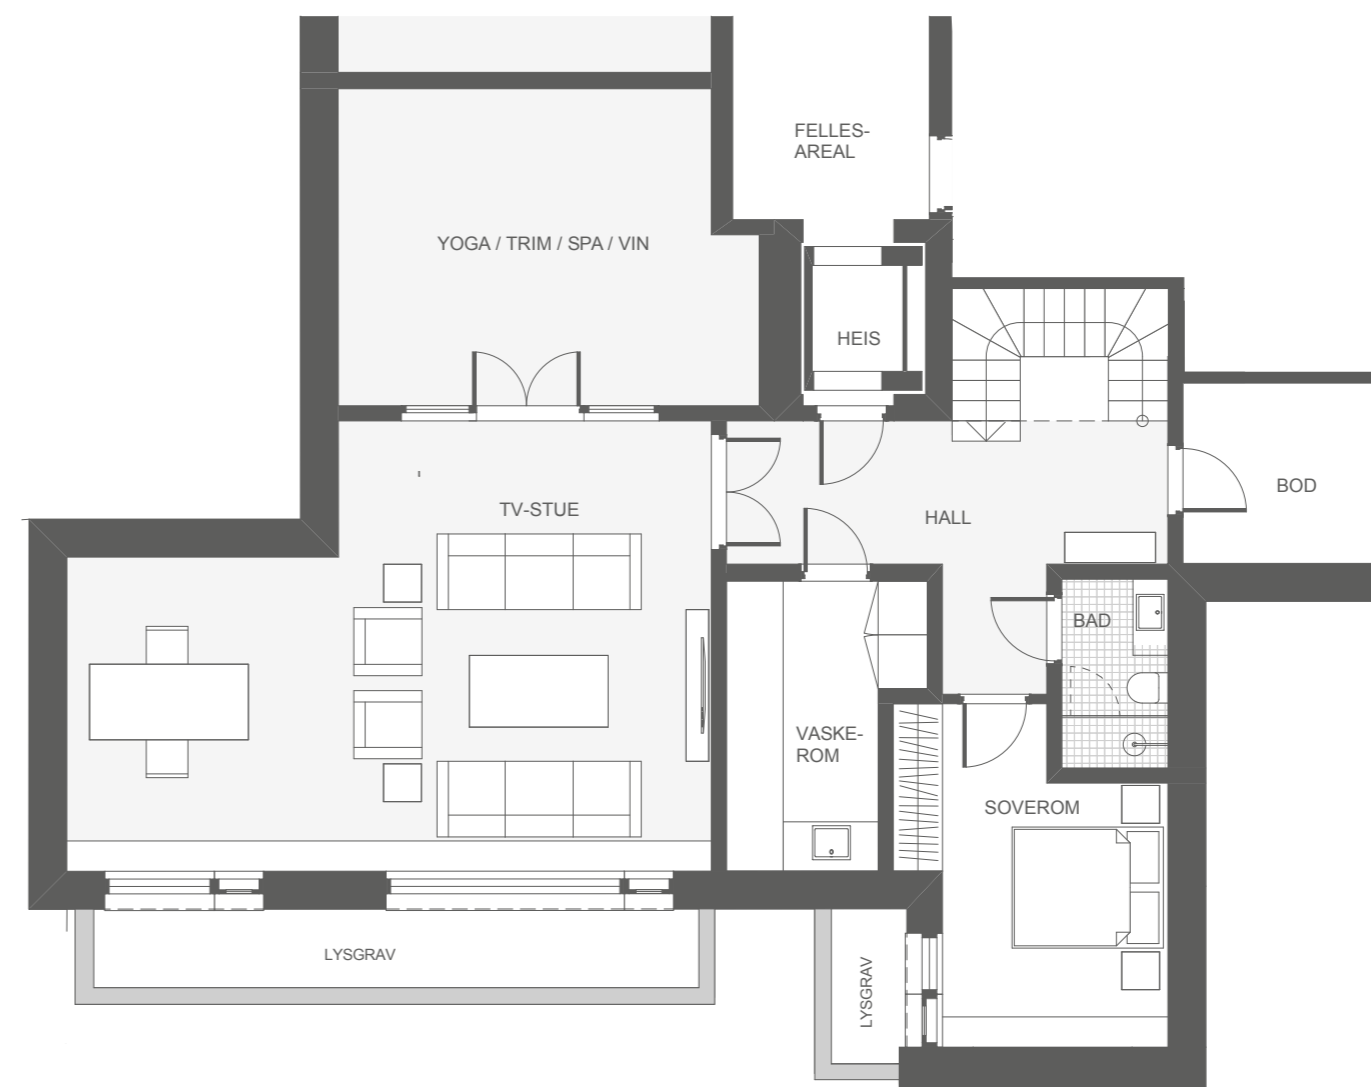 FELLES-
AREAL
YOGA / TRIM / SPA / VIN
HEIS
TV-STUE
HALL
BOD
BAD
VASKE-
ROM
SOVEROM
LYSGRAV
LYSGRAV